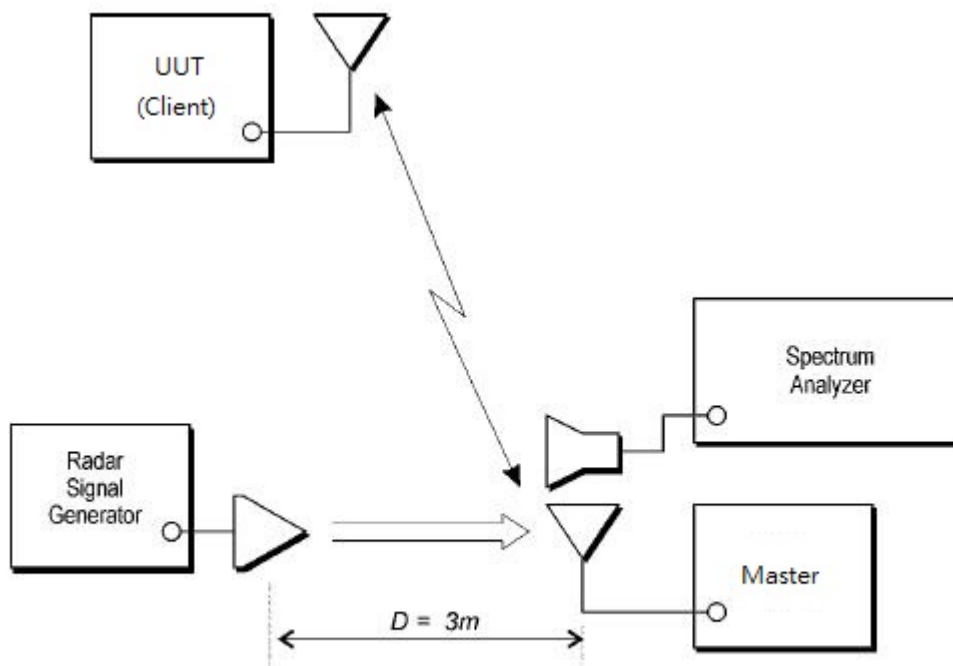 UUT
(Client)
Spectrum
Analyzer
Radar
Signal
Generator
Master
D = 3m